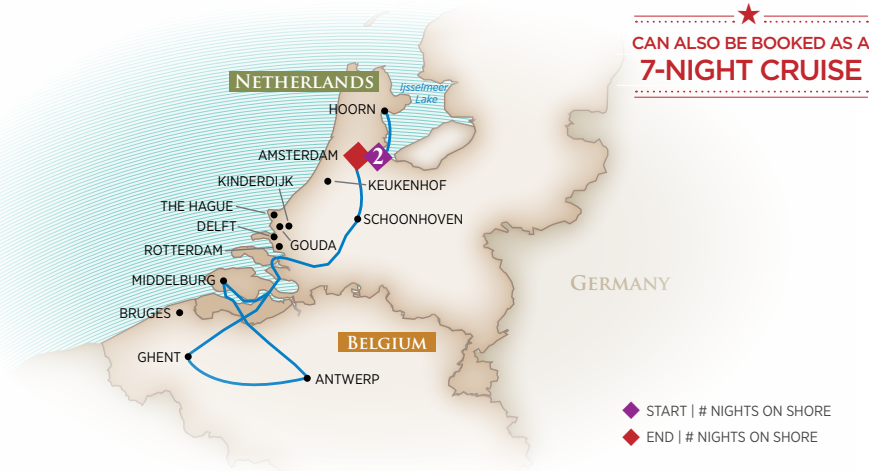 CAN ALSO BE BOOKED AS A
7-NIGHT CRUISE
NETHERLANDS
Ijsselmeer
Lake
HOORN
AMSTERDAM
2
KINDERDIJK
KEUKENHOF
THE HAGUE
SCHOONHOVEN
DELFT
GOUDA
ROTTERDAM
MIDDELBURG
GERMANY
BRUGES
BELGIUM
GHENT
ANTWERP
START | # NIGHTS ON SHORE
END | # NIGHTS ON SHORE